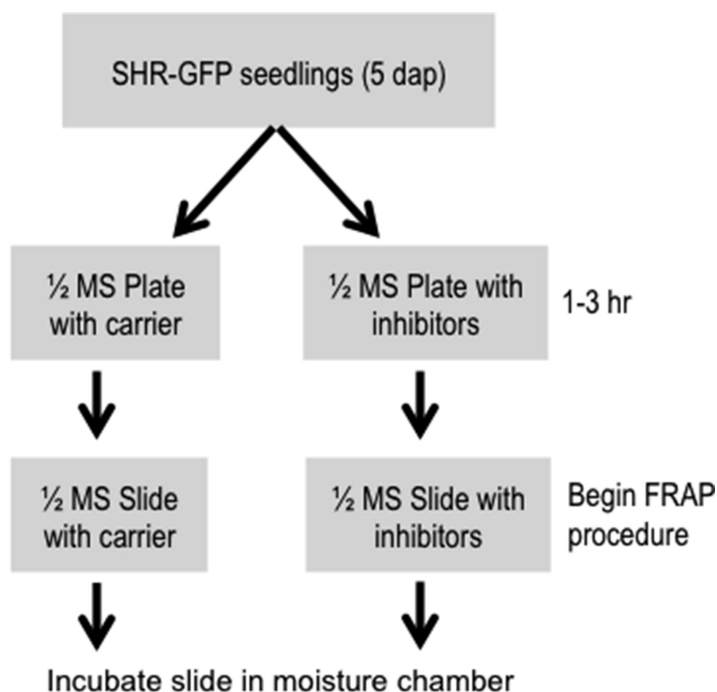 SHR-GFP seedlings (5 dap)
½ MS Plate
with carrier
½ MS Plate with
inhibitors
1-3 hr
½ MS Slide
with carrier
½ MS Slide with
inhibitors
Begin FRAP
procedure
Incubate slide in moisture chamber